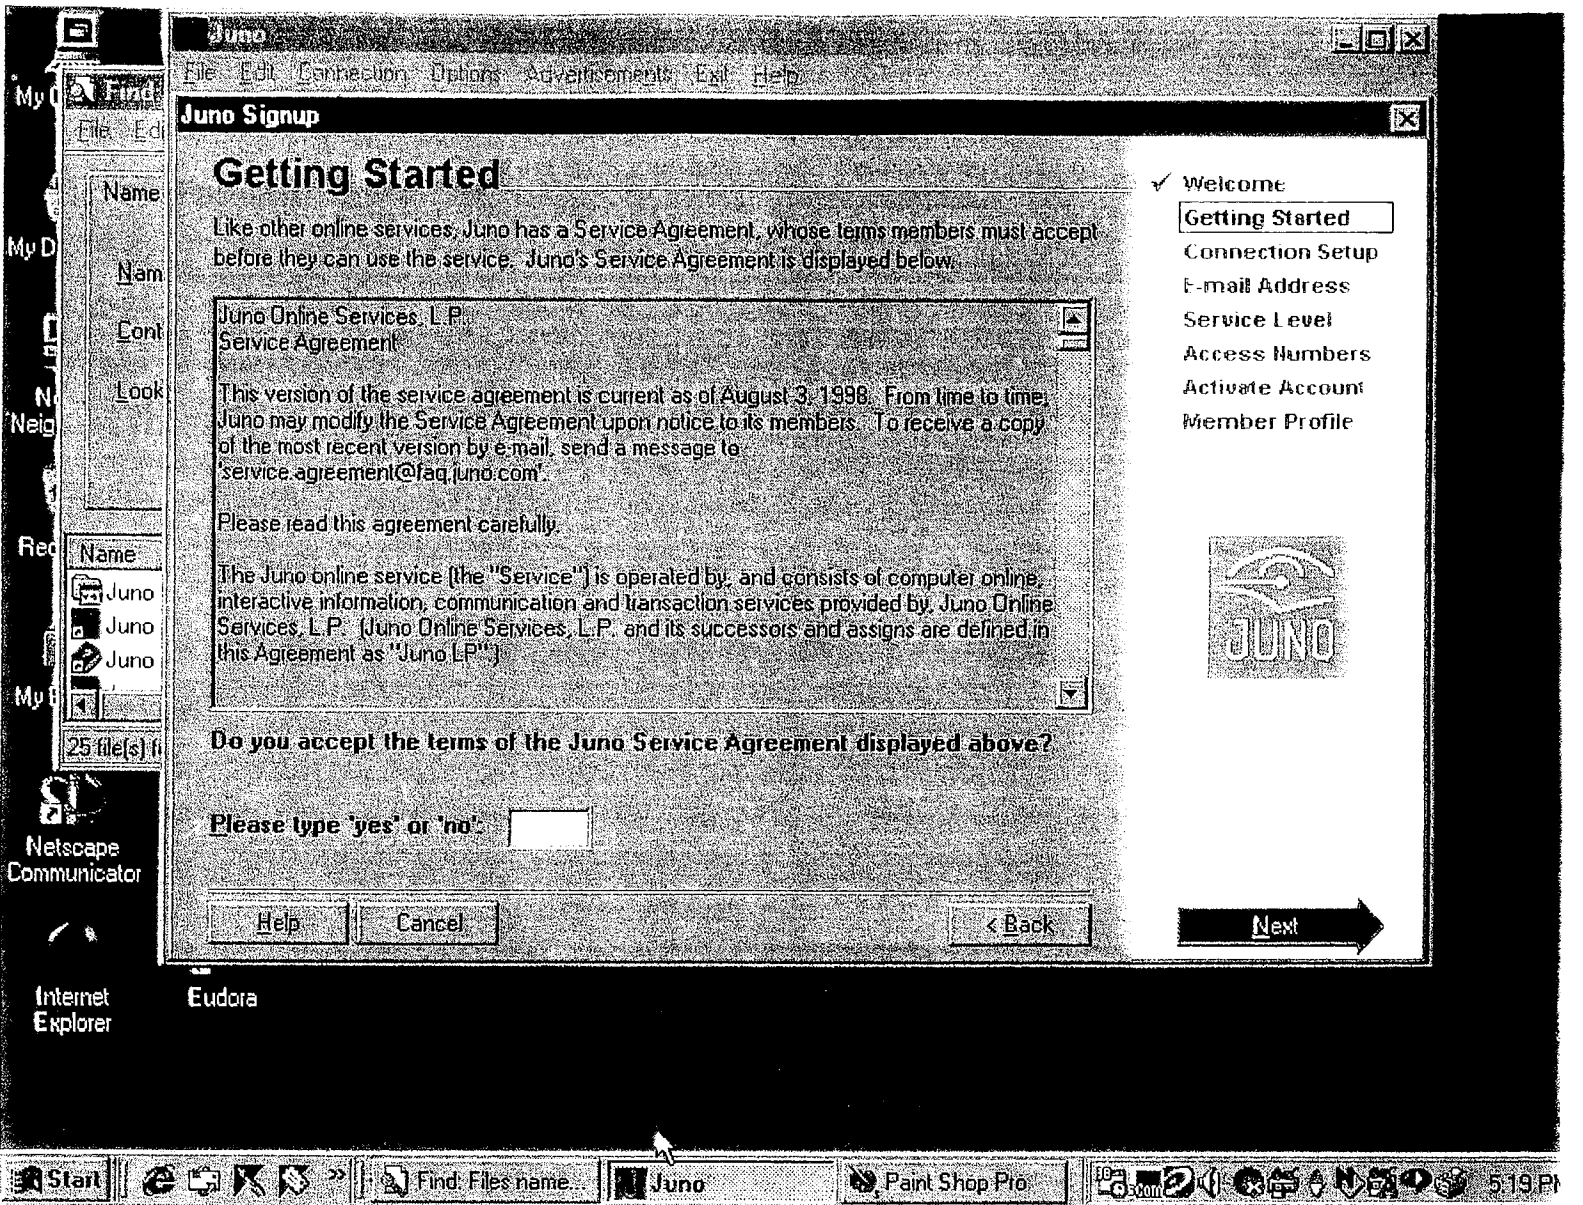 Juno
File Edit Connection Options Advertisements Exit Help
My
Find:
File Edi
Juno Signup
Getting Started
Like other online services, Juno has a Service Agreement, whose terms members must accept
before they can use the service. Juno's Service Agreement is displayed below.
Juno Online Services, L.P.
Service Agreement
This version of the service agreement is current as of August 3, 1998. From time to time,
Juno may modify the Service Agreement upon notice to its members. To receive a copy
of the most recent version by e-mail, send a message to
'service.agreement@faq.juno.com'.
Please read this agreement carefully.
The Juno online service (the "Service") is operated by, and consists of computer online,
interactive information, communication and transaction services provided by, Juno Online
Services, L.P. (Juno Online Services, L.P. and its successors and assigns are defined in
this Agreement as "Juno LP".)
Do you accept the terms of the Juno Service Agreement displayed above?
Please type 'yes' or 'no':
Help Cancel < Back Next
Welcome
Getting Started
Connection Setup
E-mail Address
Service Level
Access Numbers
Activate Account
Member Profile
JUNO
Name
My D
Nam
Cont
Look
N
Neig
Rec
Name
Juno
Juno
Juno
My
25 file(s) f
Netscape
Communicator
Internet
Explorer
Eudora
Start Find: Files name... Juno Paint Shop Pro 5:19 PM